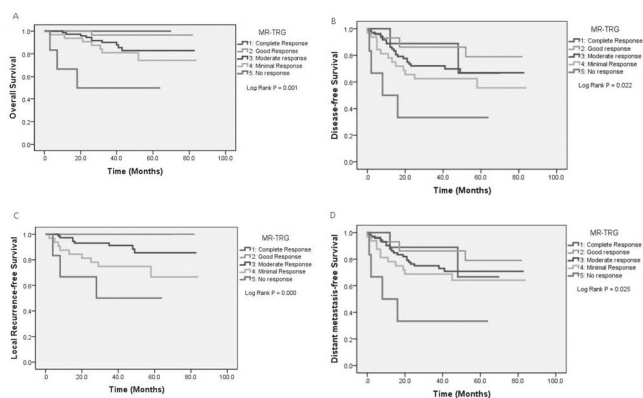 A
MR-TRG
1: Complete Response
2: Good Response
3: Moderate response
4: Minimal Response
5: No response
Log Rank P = 0.001
Overall Survival
1.0
0.8
0.6
0.4
0.2
0.0
.0 20.0 40.0 60.0 80.0 100.0
Time (Months)
B
MR-TRG
1: Complete Response
2: Good response
3: Moderate response
4: Minimal Response
5: No response
Log Rank P = 0.022
Disease-free Survival
1.0
0.8
0.6
0.4
0.2
0.0
.0 20.0 40.0 60.0 80.0 100.0
Time (Months)
C
MR-TRG
1: Complete Response
2: Good Response
3: Moderate response
4: Minimal Response
5: No response
Log Rank P = 0.000
Local Recurrence-free Survival
1.0
0.8
0.6
0.4
0.2
0.0
.0 20.0 40.0 60.0 80.0 100.0
Time (Months)
D
MR-TRG
1: Complete Response
2: Good response
3: Moderate response
4: Minimal Response
5: No response
Log Rank P = 0.025
Distant metastasis-free Survival
1.0
0.8
0.6
0.4
0.2
0.0
.0 20.0 40.0 60.0 80.0 100.0
Time (Months)